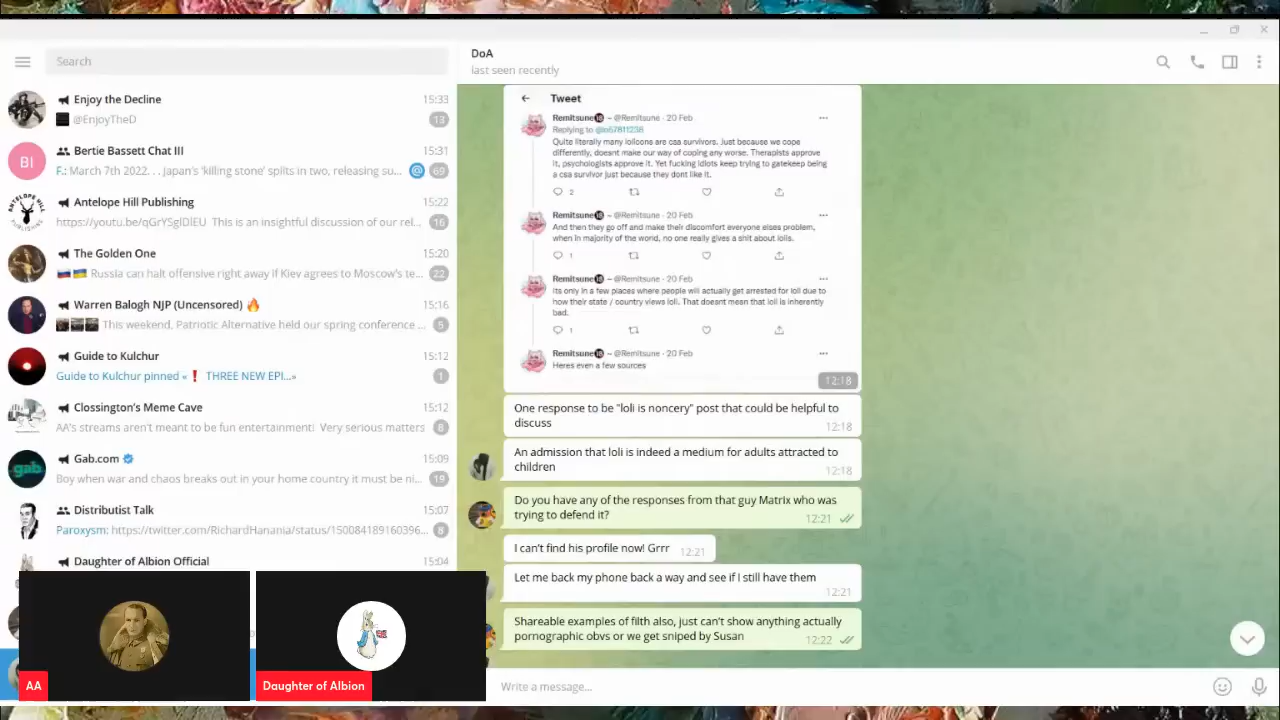 Search
Enjoy the Decline
15:33
@EnjoyTheD
13
BI
Bertie Bassett Chat III
15:31
F.: March 7th 2022. . . Japan's 'killing stone' splits in two, releasing su...
@
69
ANTELOPE HILL
PUBLISHING
Antelope Hill Publishing
15:22
https://youtu.be/qGrYSgIDlEU This is an insightful discussion of our rel...
16
The Golden One
15:20
Russia can halt offensive right away if Kiev agrees to Moscow's te...
22
Warren Balogh NJP (Uncensored)
15:16
This weekend, Patriotic Alternative held our spring conference ...
5
Guide to Kulchur
15:12
Guide to Kulchur pinned « THREE NEW EPI...»
1
Clossington's Meme Cave
15:12
AA's streams aren't meant to be fun entertainment! Very serious matters
8
gab
Gab.com
15:09
Boy when war and chaos breaks out in your home country it must be ni...
19
Distributist Talk
15:07
Paroxysm: https://twitter.com/RichardHanania/status/150084189160396...
8
Daughter of Albion Official
15:04
AA
Daughter of Albion
DoA
last seen recently
Tweet
Remitsune🔞 ~ @Remitsune · 20 Feb
Replying to @lo57811238
Quite literally many lolicons are csa survivors. Just because we cope
differently, doesnt make our way of coping any worse. Therapists approve
it, psychologists approve it. Yet fucking idiots keep trying to gatekeep being
a csa survivor just because they dont like it.
2
Remitsune🔞 ~ @Remitsune · 20 Feb
And then they go off and make their discomfort everyone elses problem,
when in majority of the world, no one really gives a shit about lolis.
1
Remitsune🔞 ~ @Remitsune · 20 Feb
Its only in a few places where people will actually get arrested for loli due to
how their state / country views loli. That doesnt mean that loli is inherently
bad.
1
Remitsune🔞 ~ @Remitsune · 20 Feb
Heres even a few sources
12:18
One response to be "loli is noncery" post that could be helpful to
discuss
12:18
An admission that loli is indeed a medium for adults attracted to
children
12:18
Do you have any of the responses from that guy Matrix who was
trying to defend it?
12:21
I can't find his profile now! Grrr
12:21
Let me back my phone back a way and see if I still have them
12:21
Shareable examples of filth also, just can't show anything actually
pornographic obvs or we get sniped by Susan
12:22
Write a message...